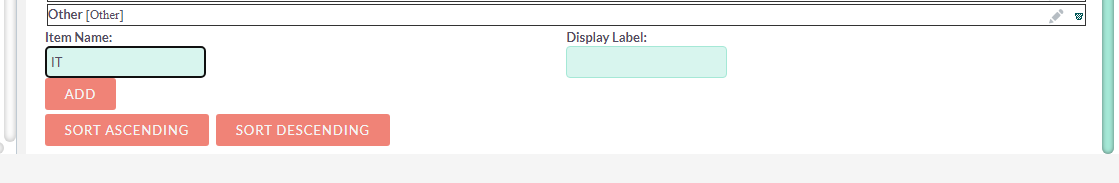 Other [Other]
Item Name:
Display Label:
IT
ADD
SORT ASCENDING
SORT DESCENDING